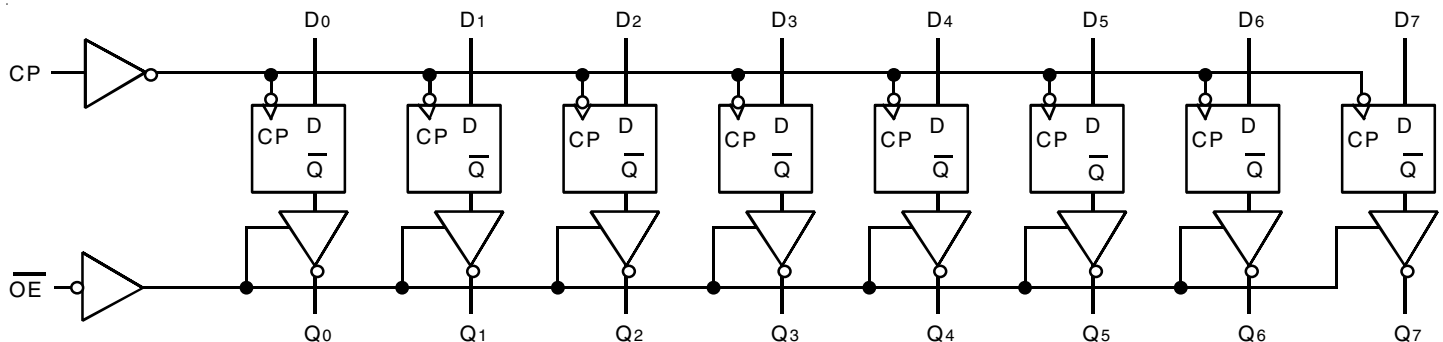 D0 D1 D2 D3 D4 D5 D6 D7
CP
CP D CP D CP D CP D CP D CP D CP D CP D
Q̅ Q̅ Q̅ Q̅ Q̅ Q̅ Q̅ Q̅
O̅E̅
Q0 Q1 Q2 Q3 Q4 Q5 Q6 Q7